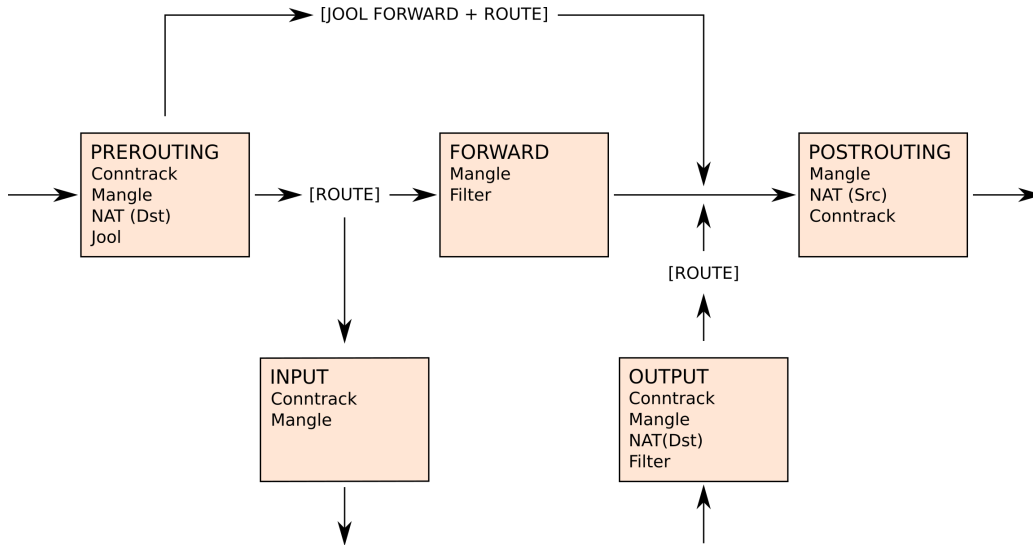 [JOOL FORWARD + ROUTE]
PREROUTING
Conntrack
Mangle
NAT (Dst)
Jool
[ROUTE]
FORWARD
Mangle
Filter
POSTROUTING
Mangle
NAT (Src)
Conntrack
[ROUTE]
INPUT
Conntrack
Mangle
OUTPUT
Conntrack
Mangle
NAT(Dst)
Filter